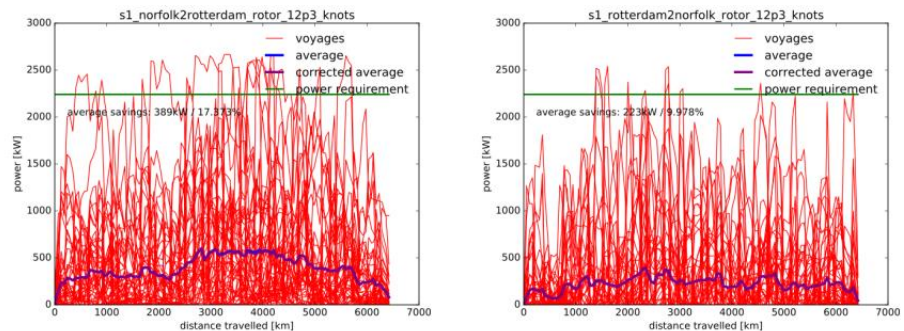 s1_norfolk2rotterdam_rotor_12p3_knots
3000
2500
2000
1500
1000
500
0
power [kW]
voyages
average
corrected average
power requirement
average savings: 389kW / 17.373%
0 1000 2000 3000 4000 5000 6000 7000
distance travelled [km]
s1_rotterdam2norfolk_rotor_12p3_knots
3000
2500
2000
1500
1000
500
0
power [kW]
voyages
average
corrected average
power requirement
average savings: 223kW / 9.978%
0 1000 2000 3000 4000 5000 6000 7000
distance travelled [km]